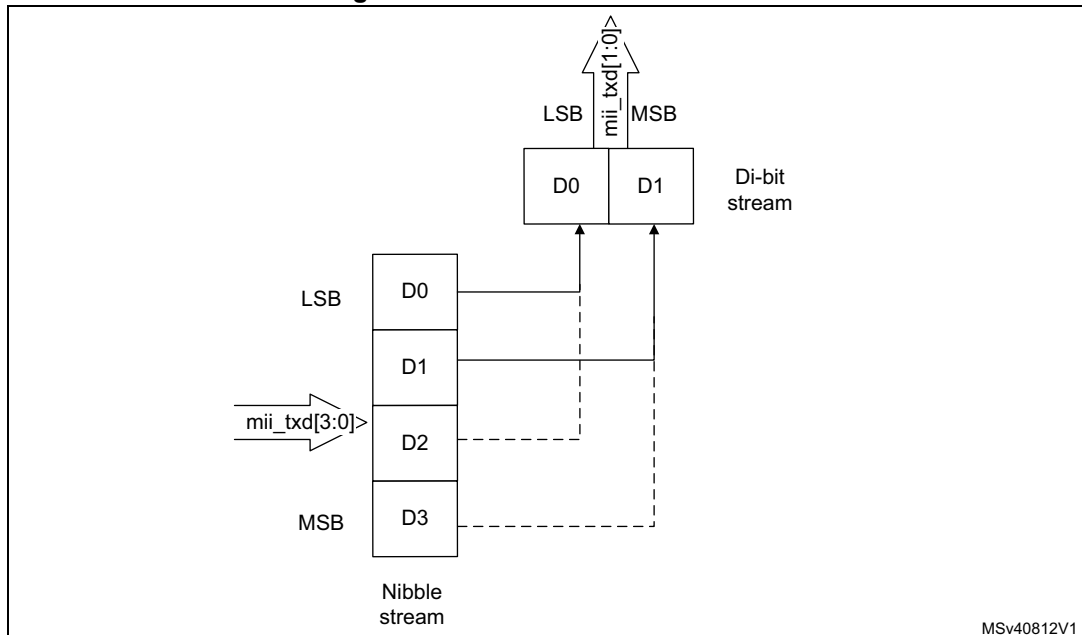 mii_txd[1:0]>
LSB
MSB
D0
D1
Di-bit
stream
LSB
D0
D1
mii_txd[3:0]>
D2
MSB
D3
Nibble
stream
MSv40812V1